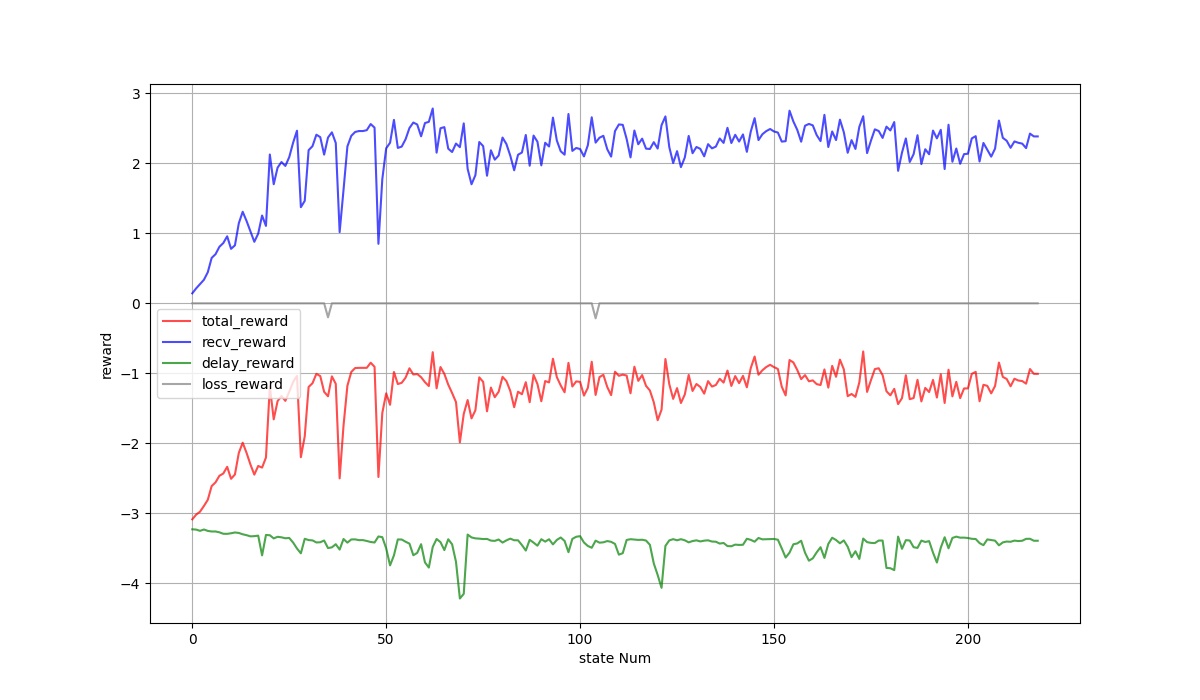 3
2
1
0
−1
−2
−3
−4
reward
total_reward
recv_reward
delay_reward
loss_reward
0 50 100 150 200
state Num